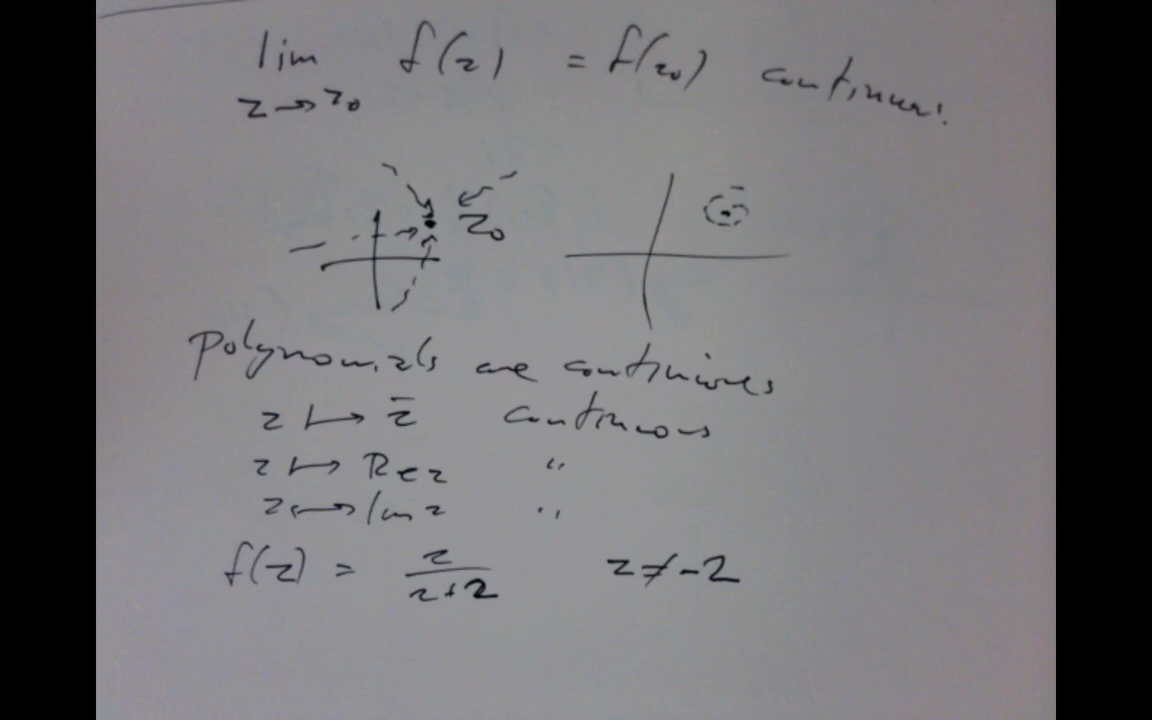 lim f(z) = f(z₀) continuous
z → z₀
z₀
polynomials are continuous
z ↦ z̄ continuous
z ↦ Re z "
z ↦ Im z "
f(z) = z/(z+2) z ≠ -2